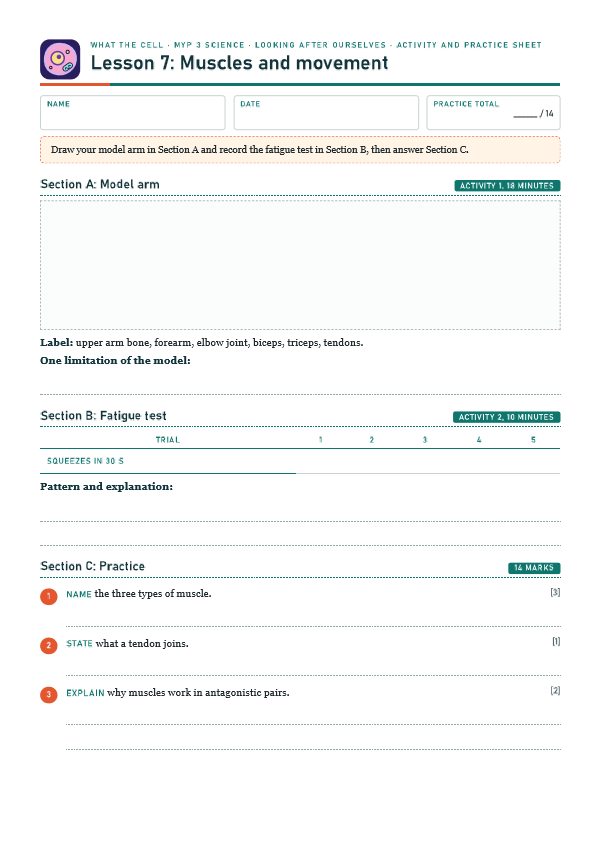 WHAT THE CELL · MYP 3 SCIENCE · LOOKING AFTER OURSELVES · ACTIVITY AND PRACTICE SHEET
Lesson 7: Muscles and movement
NAME
DATE
PRACTICE TOTAL
_____ / 14
Draw your model arm in Section A and record the fatigue test in Section B, then answer Section C.
Section A: Model arm
ACTIVITY 1, 18 MINUTES
Label: upper arm bone, forearm, elbow joint, biceps, triceps, tendons.
One limitation of the model:
Section B: Fatigue test
ACTIVITY 2, 10 MINUTES
TRIAL 1 2 3 4 5
SQUEEZES IN 30 S
Pattern and explanation:
Section C: Practice
14 MARKS
1 NAME the three types of muscle. [3]
2 STATE what a tendon joins. [1]
3 EXPLAIN why muscles work in antagonistic pairs. [2]